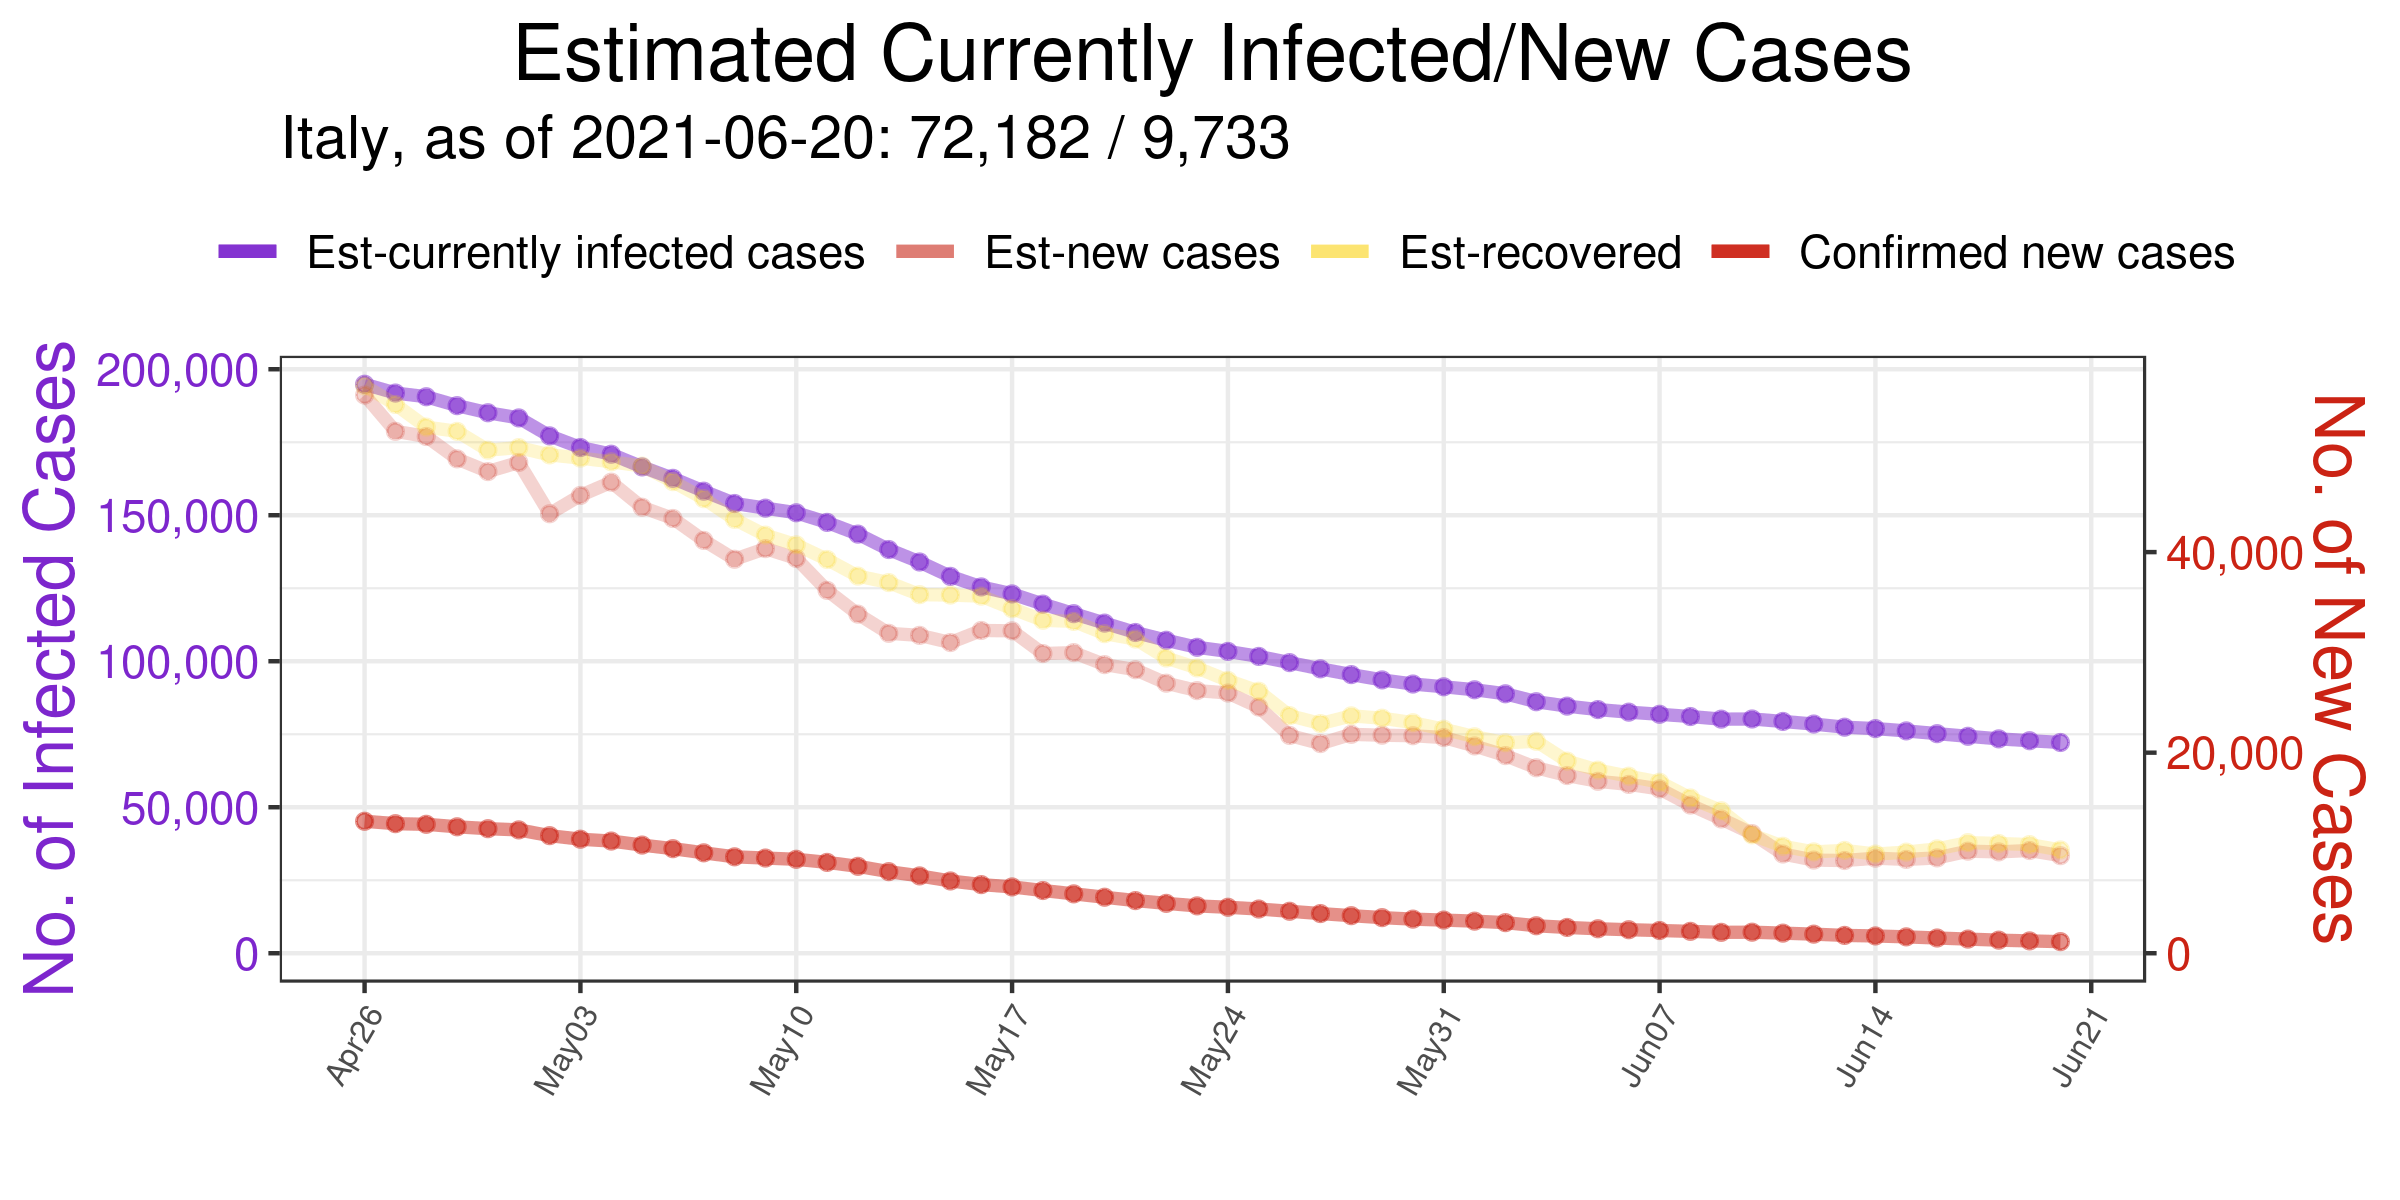 Estimated Currently Infected/New Cases
Italy, as of 2021-06-20: 72,182 / 9,733
Est-currently infected cases Est-new cases Est-recovered Confirmed new cases
No. of Infected Cases
200,000
150,000
100,000
50,000
0
40,000
20,000
0
No. of New Cases
Apr26 May03 May10 May17 May24 May31 Jun07 Jun14 Jun21